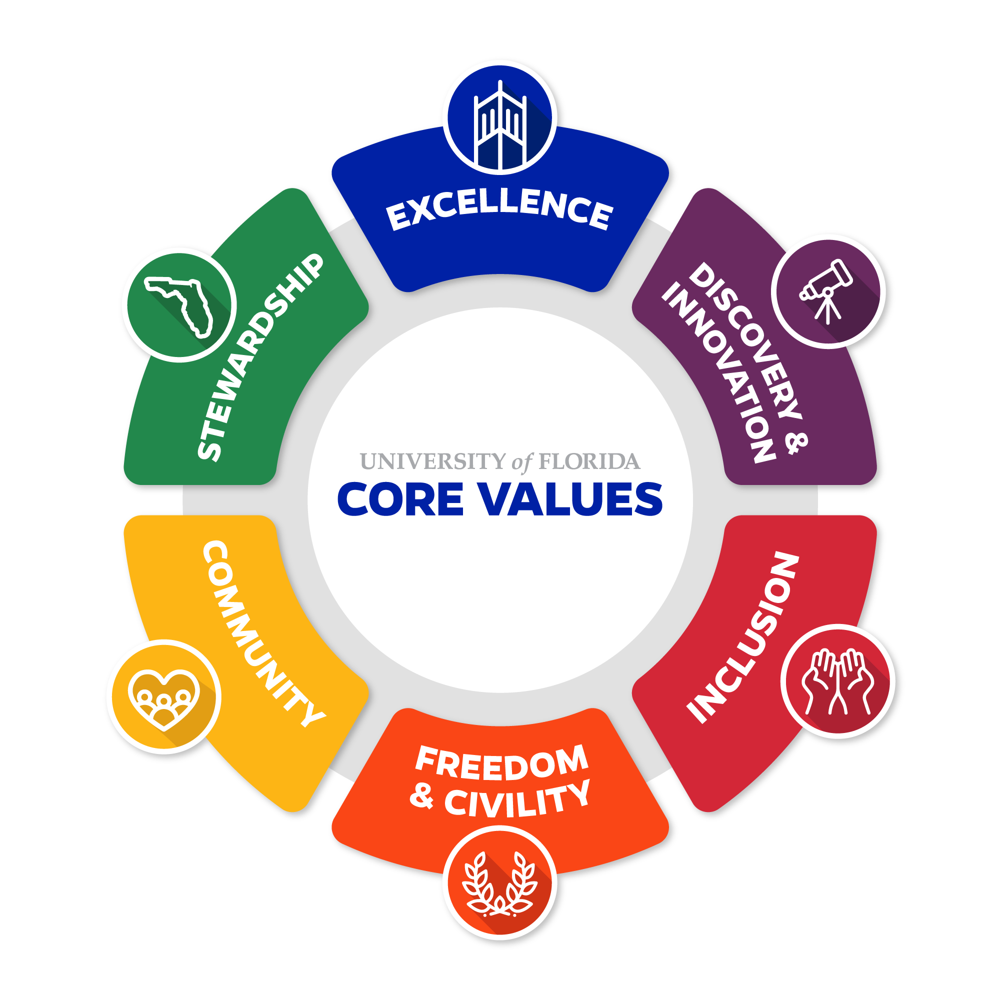 EXCELLENCE
DISCOVERY &
INNOVATION
INCLUSION
FREEDOM
& CIVILITY
COMMUNITY
STEWARDSHIP
UNIVERSITY of FLORIDA
CORE VALUES